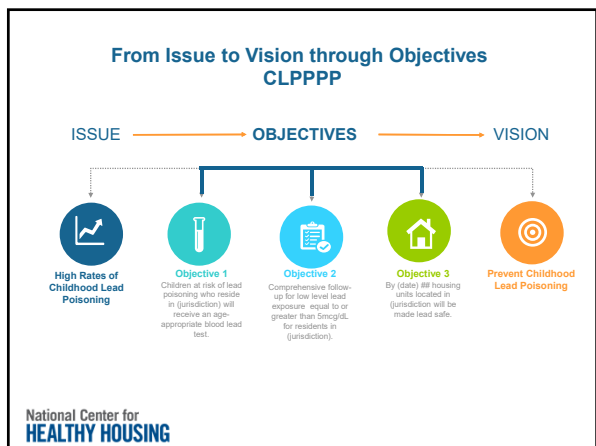 From Issue to Vision through Objectives
CLPPPP
ISSUE
OBJECTIVES
VISION
High Rates of
Childhood Lead
Poisoning
Objective 1
Children at risk of lead
poisoning who reside
in (jurisdiction) will
receive an age-
appropriate blood lead
test.
Objective 2
Comprehensive follow-
up for low level lead
exposure equal to or
greater than 5mcg/dL
for residents in
(jurisdiction).
Objective 3
By (date) ## housing
units located in
(jurisdiction will be
made lead safe.
Prevent Childhood
Lead Poisoning
National Center for
HEALTHY HOUSING